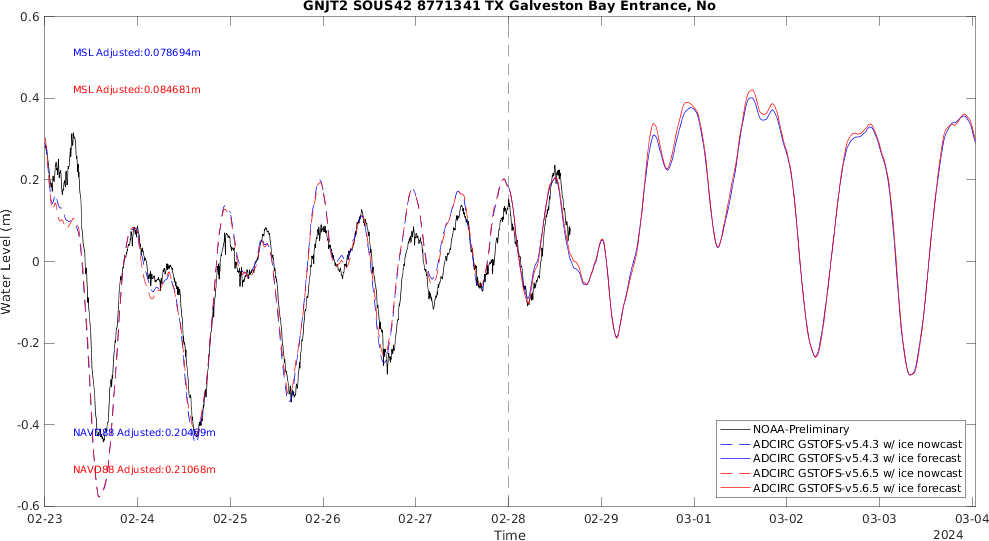 GNJT2 SOUS42 8771341 TX Galveston Bay Entrance, No
0.6
MSL Adjusted:0.078694m
MSL Adjusted:0.084681m
0.4
0.2
0
-0.2
-0.4
-0.6
Water Level (m)
NAVD88 Adjusted:0.20469m
NAVD88 Adjusted:0.21068m
NOAA-Preliminary
ADCIRC GSTOFS-v5.4.3 w/ ice nowcast
ADCIRC GSTOFS-v5.4.3 w/ ice forecast
ADCIRC GSTOFS-v5.6.5 w/ ice nowcast
ADCIRC GSTOFS-v5.6.5 w/ ice forecast
02-23 02-24 02-25 02-26 02-27 02-28 02-29 03-01 03-02 03-03 03-04
Time
2024